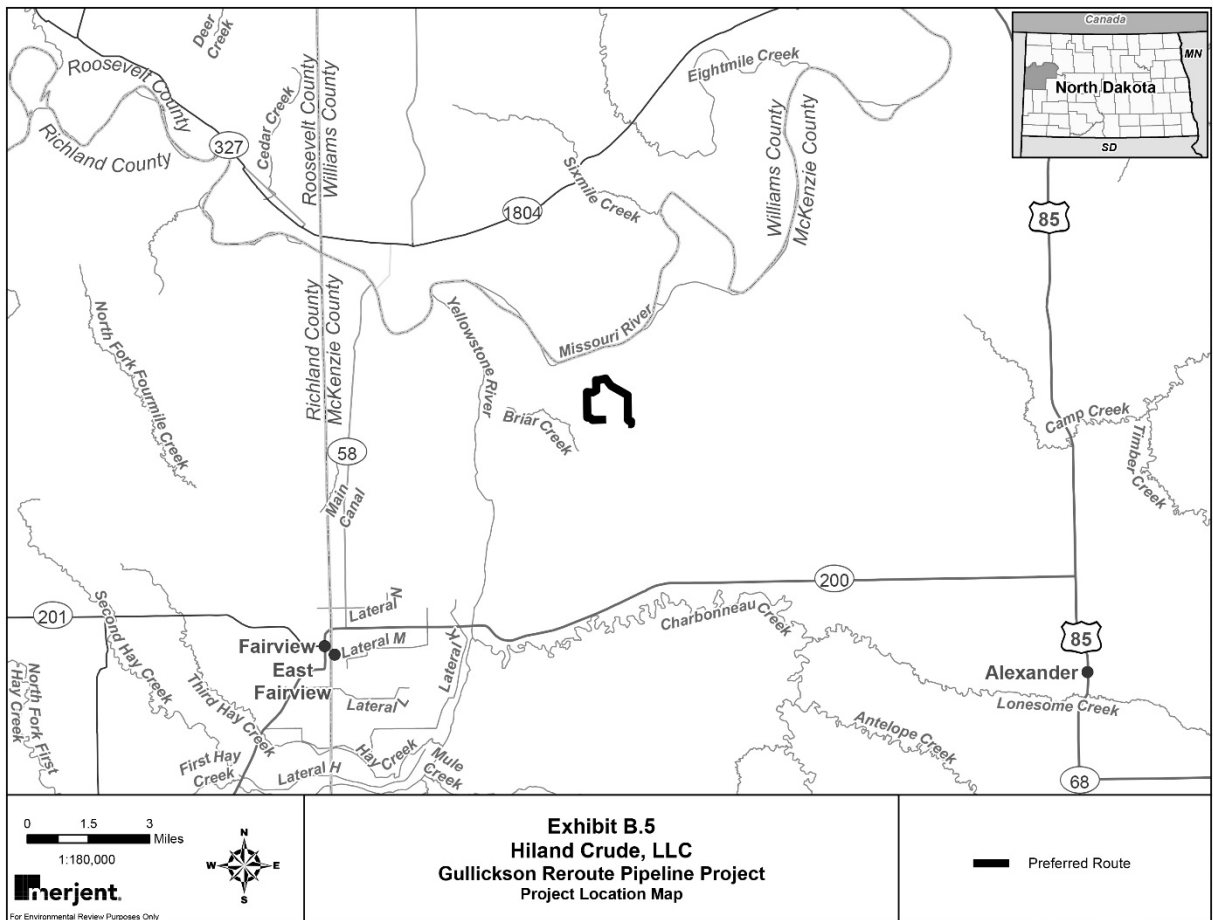 Canada
MN
North Dakota
SD
Deer
Creek
Roosevelt County
Richland County
327
Cedar Creek
Roosevelt County
Williams County
Eightmile Creek
Williams County
McKenzie County
Sixmile Creek
1804
85
North Fork Fourmile Creek
Richland County
McKenzie County
Yellowstone River
Missouri River
Briar Creek
Camp Creek
Timber
Creek
58
Main
Canal
201
Second Hay Creek
Lateral N
200
Charbonneau
Creek
Fairview
Lateral M
East
Fairview
Lateral K
85
Alexander
Lonesome Creek
North Fork First
Hay Creek
Third Hay Creek
Lateral L
Antelope Creek
First Hay
Creek
Lateral H
Hay Creek
Mule
Creek
68
0 1.5 3
Miles
1:180,000
merjent.
For Environmental Review Purposes Only
N
W E
S
Exhibit B.5
Hiland Crude, LLC
Gullickson Reroute Pipeline Project
Project Location Map
Preferred Route